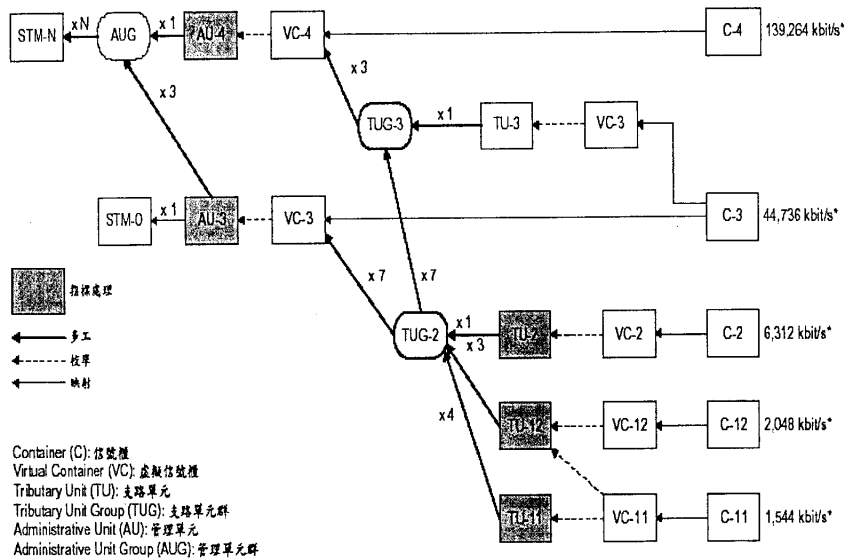 STM-N
xN
AUG
x1
AU-4
VC-4
C-4
139,264 kbit/s*
x3
x3
TUG-3
x1
TU-3
VC-3
STM-0
x1
AU-3
VC-3
C-3
44,736 kbit/s*
指標處理
x7
x7
多工
校準
映射
TUG-2
x1
TU-2
VC-2
C-2
6,312 kbit/s*
x3
x4
TU-12
VC-12
C-12
2,048 kbit/s*
TU-11
VC-11
C-11
1,544 kbit/s*
Container (C): 信號櫃
Virtual Container (VC): 虛擬信號櫃
Tributary Unit (TU): 支路單元
Tributary Unit Group (TUG): 支路單元群
Administrative Unit (AU): 管理單元
Administrative Unit Group (AUG): 管理單元群